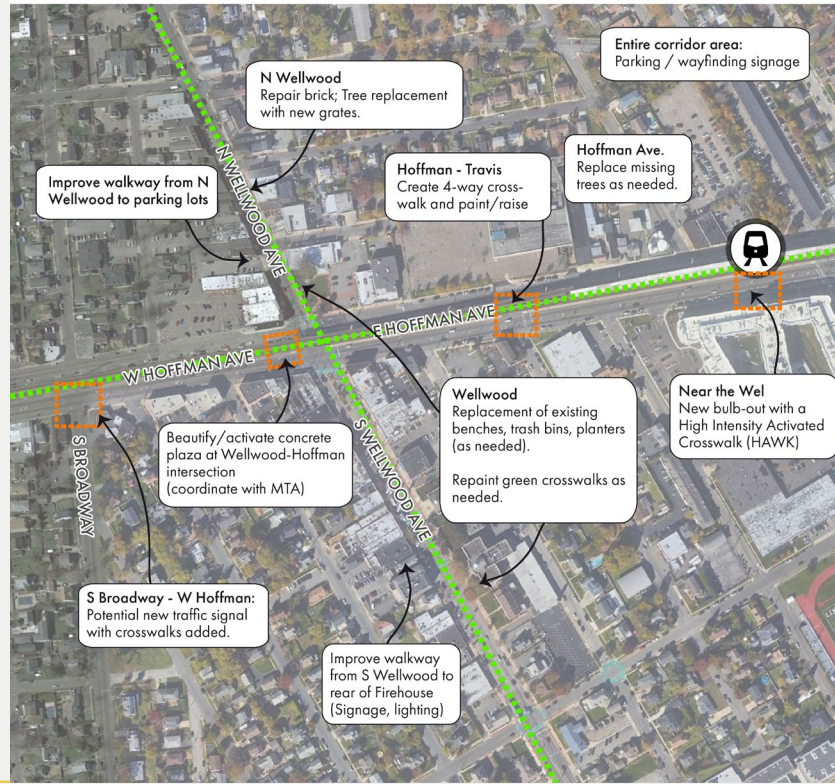 Entire corridor area:
Parking / wayfinding signage
N Wellwood
Repair brick; Tree replacement
with new grates.
Hoffman Ave.
Replace missing
trees as needed.
Hoffman - Travis
Create 4-way cross-
walk and paint/raise
Improve walkway from N
Wellwood to parking lots
N WELLWOOD AVE
E HOFFMAN AVE
W HOFFMAN AVE
S WELLWOOD AVE
S BROADWAY
Wellwood
Replacement of existing
benches, trash bins, planters
(as needed).
Repaint green crosswalks as
needed.
Near the Wel
New bulb-out with a
High Intensity Activated
Crosswalk (HAWK)
Beautify/activate concrete
plaza at Wellwood-Hoffman
intersection
(coordinate with MTA)
S Broadway - W Hoffman:
Potential new traffic signal
with crosswalks added.
Improve walkway
from S Wellwood to
rear of Firehouse
(Signage, lighting)